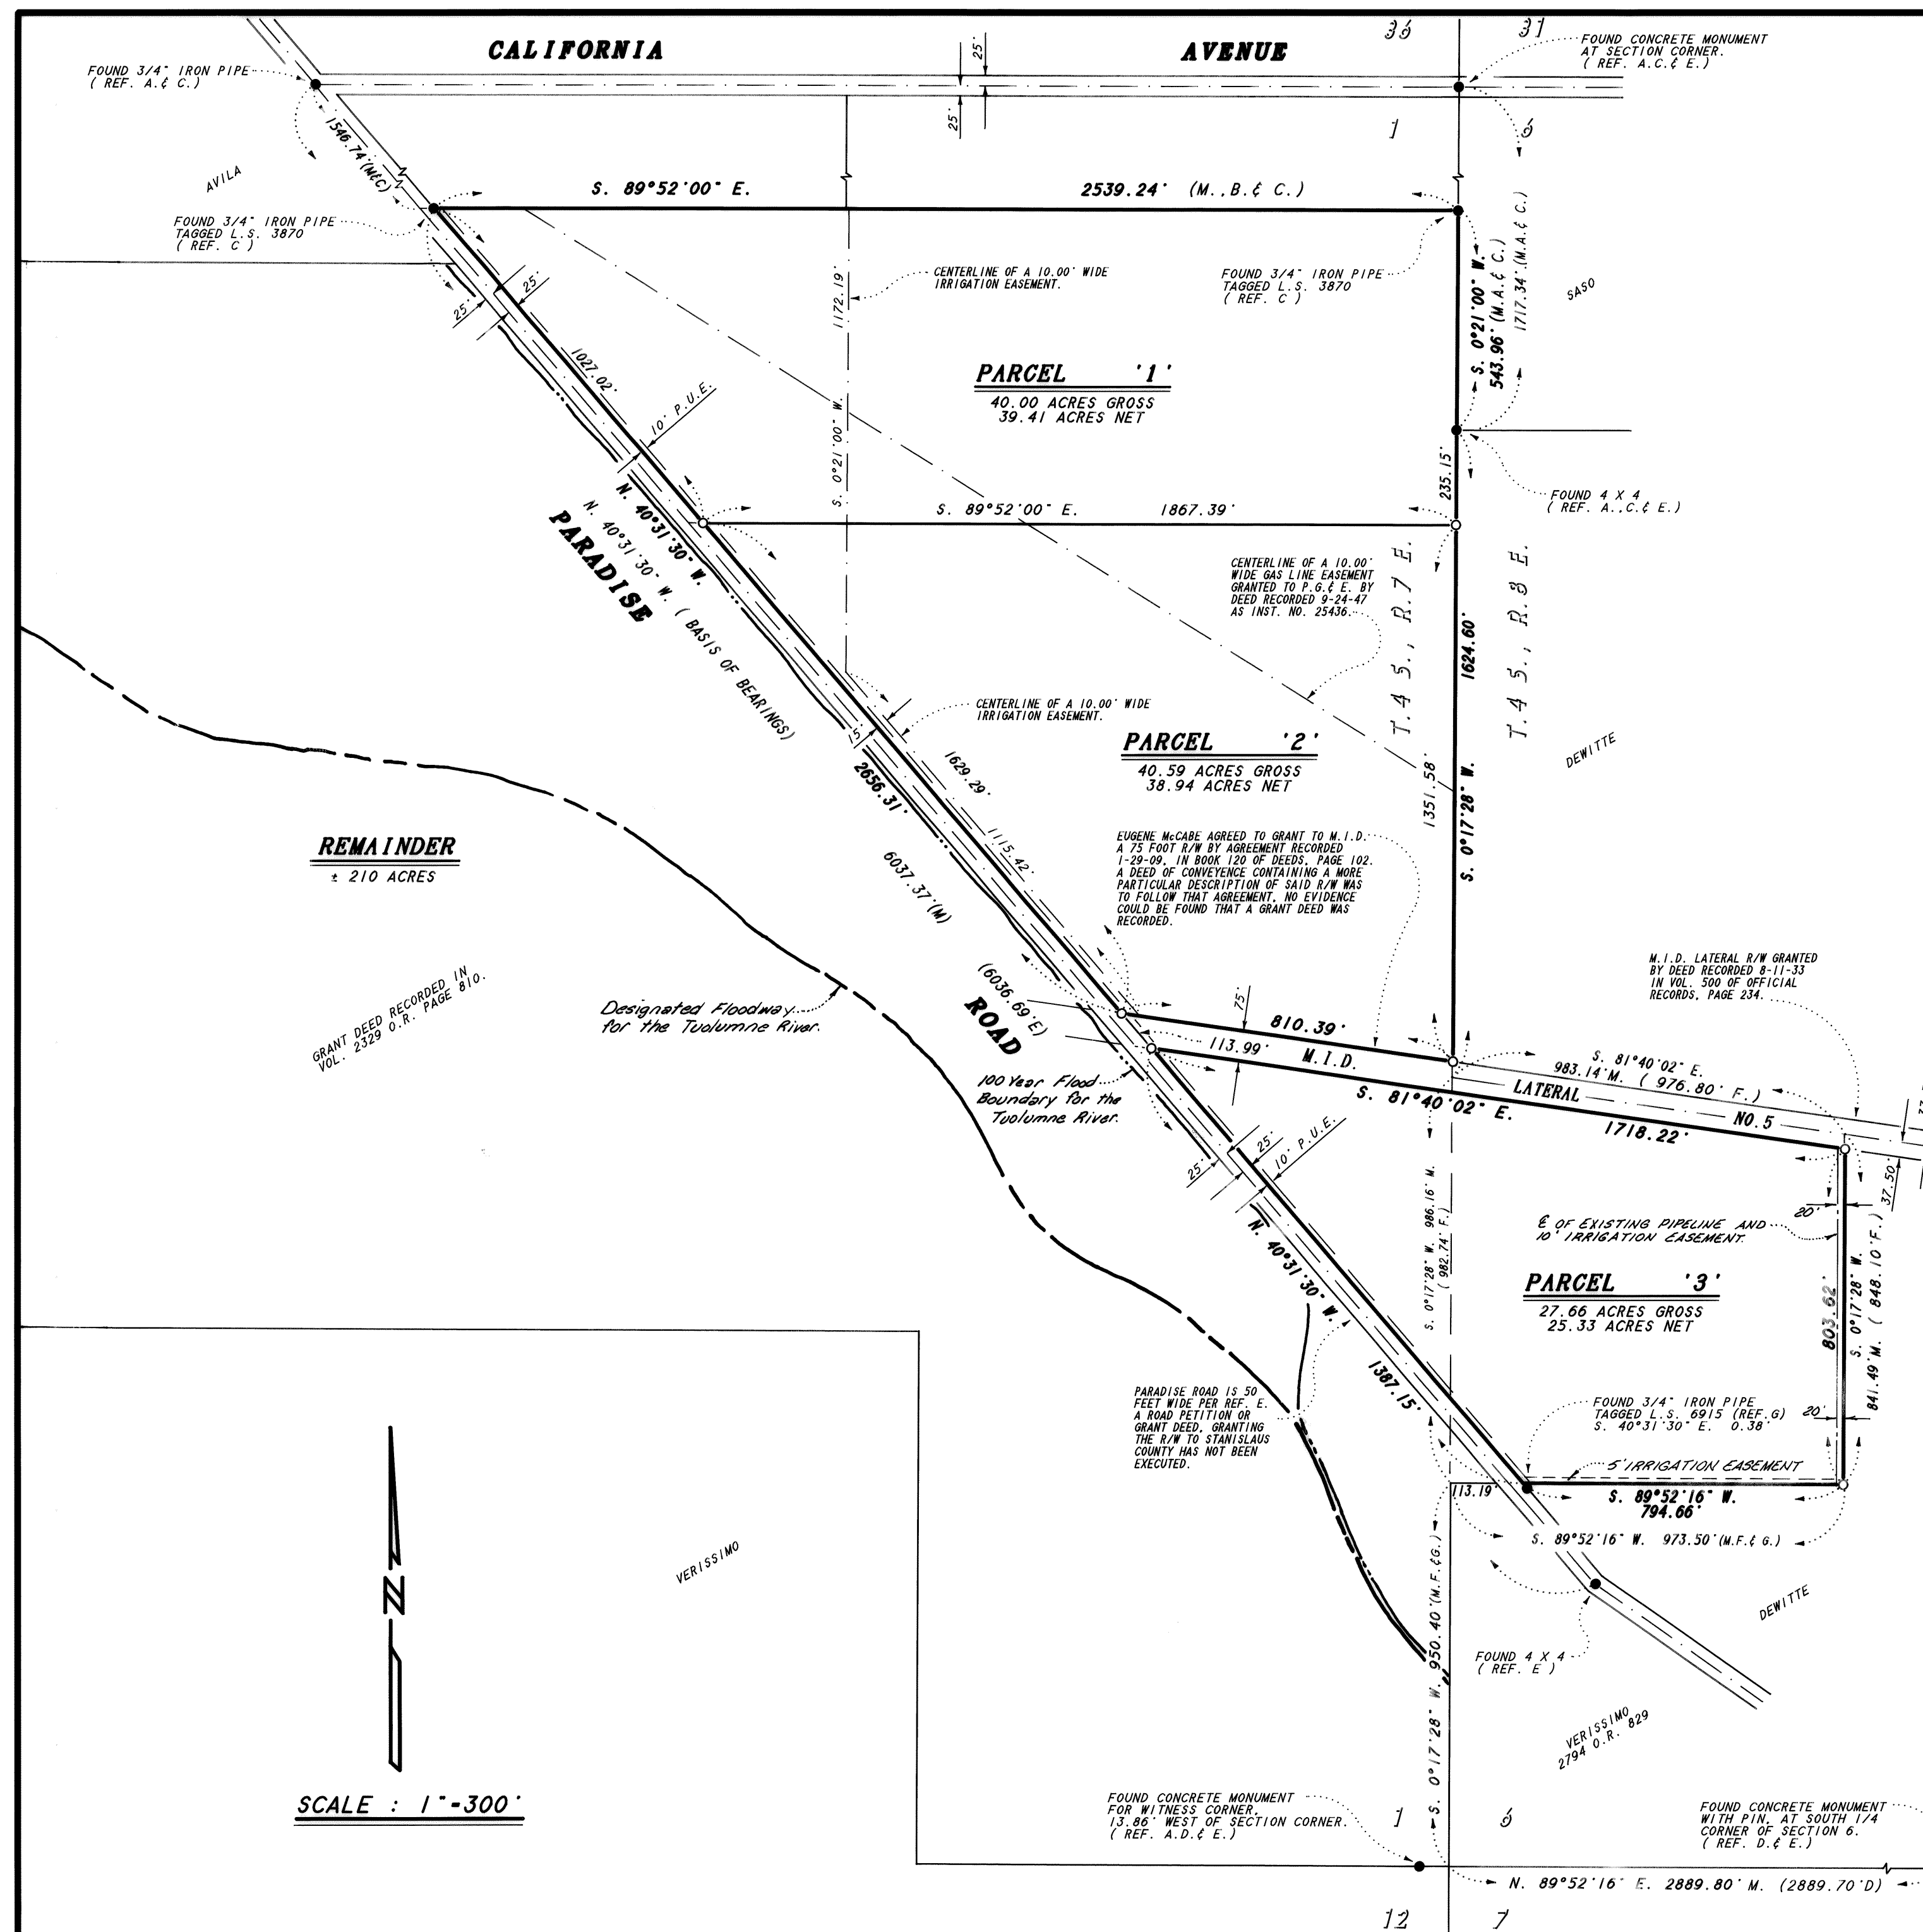 36 31
CALIFORNIA AVENUE
25'
25'
FOUND CONCRETE MONUMENT
AT SECTION CORNER.
( REF. A.C.& E.)
FOUND 3/4" IRON PIPE
( REF. A.& C.)
1 6
1546.74'(M&C)
AVILA
FOUND 3/4" IRON PIPE
TAGGED L.S. 3870
( REF. C )
S. 89°52'00" E. 2539.24' (M.,B.& C.)
S. 0°21'00" W.
543.96' (M.A.& C.)
1717.34'(M.A.& C.)
SASO
25'
25'
CENTERLINE OF A 10.00' WIDE
IRRIGATION EASEMENT.
1172.19'
S. 0°21'00" W.
FOUND 3/4" IRON PIPE
TAGGED L.S. 3870
( REF. C )
1027.02'
10' P.U.E.
PARCEL '1'
40.00 ACRES GROSS
39.41 ACRES NET
235.15'
FOUND 4 X 4
( REF. A.,C.& E.)
S. 89°52'00" E. 1867.39'
N. 40°31'30" W.
N. 40°31'30" W. ( BASIS OF BEARINGS)
PARADISE
CENTERLINE OF A 10.00'
WIDE GAS LINE EASEMENT
GRANTED TO P.G.& E. BY
DEED RECORDED 9-24-47
AS INST. NO. 25436.
T.4 S., R.7 E.
T.4 S., R.8 E.
1624.60'
CENTERLINE OF A 10.00' WIDE
IRRIGATION EASEMENT.
15'
2656.31'
1629.29'
PARCEL '2'
40.59 ACRES GROSS
38.94 ACRES NET
1351.58'
S. 0°17'28" W.
DEWITTE
REMAINDER
± 210 ACRES
1115.42'
6037.37'(M)
EUGENE McCABE AGREED TO GRANT TO M.I.D.
A 75 FOOT R/W BY AGREEMENT RECORDED
1-29-09, IN BOOK 120 OF DEEDS, PAGE 102.
A DEED OF CONVEYENCE CONTAINING A MORE
PARTICULAR DESCRIPTION OF SAID R/W WAS
TO FOLLOW THAT AGREEMENT, NO EVIDENCE
COULD BE FOUND THAT A GRANT DEED WAS
RECORDED.
M.I.D. LATERAL R/W GRANTED
BY DEED RECORDED 8-11-33
IN VOL. 500 OF OFFICIAL
RECORDS, PAGE 234.
GRANT DEED RECORDED IN
VOL. 2329 O.R. PAGE 810.
Designated Floodway
for the Tuolumne River.
(6036.69'E)
ROAD
75'
810.39'
113.99' M.I.D. LATERAL NO.5
S. 81°40'02" E.
983.14'M. ( 976.80' F.)
S. 81°40'02" E. 1718.22'
100 Year Flood
Boundary for the
Tuolumne River.
25'
25'
10' P.U.E.
37.50'
20'
S. 0°17'28" W. 986.16' M.
( 982.74' F.)
℄ OF EXISTING PIPELINE AND
10' IRRIGATION EASEMENT.
N. 40°31'30" W.
PARCEL '3'
27.66 ACRES GROSS
25.33 ACRES NET
803.62'
S. 0°17'28" W.
841.49'M. ( 848.10'F.)
1387.15'
PARADISE ROAD IS 50
FEET WIDE PER REF. E.
A ROAD PETITION OR
GRANT DEED, GRANTING
THE R/W TO STANISLAUS
COUNTY HAS NOT BEEN
EXECUTED.
FOUND 3/4" IRON PIPE
TAGGED L.S. 6915 (REF.G)
S. 40°31'30" E. 0.38'
20'
5' IRRIGATION EASEMENT
113.19'
S. 89°52'16" W.
794.66'
S. 89°52'16" W. 973.50'(M.F.& G.)
N
VERISSIMO
DEWITTE
FOUND 4 X 4
( REF. E )
S. 0°17'28" W. 950.40'(M.F.&G.)
VERISSIMO
2794 O.R. 829
SCALE : 1"-300'
FOUND CONCRETE MONUMENT
FOR WITNESS CORNER,
13.86' WEST OF SECTION CORNER.
( REF. A.D.& E.)
1 6
FOUND CONCRETE MONUMENT
WITH PIN, AT SOUTH 1/4
CORNER OF SECTION 6.
( REF. D.& E.)
N. 89°52'16" E. 2889.80' M. (2889.70'D)
12 7